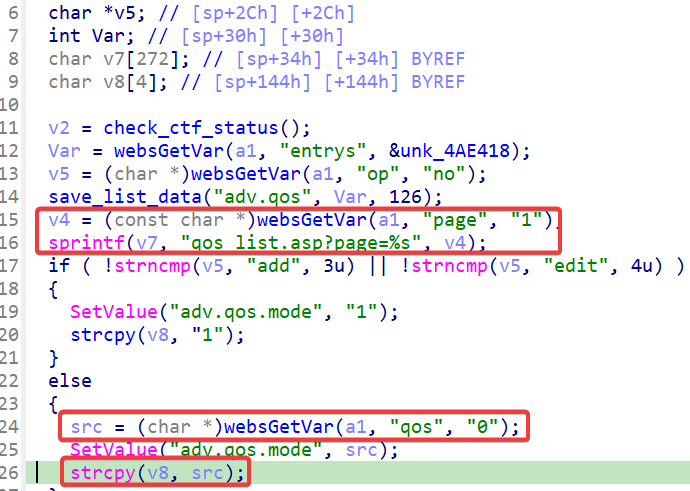 6 char *v5; // [sp+2Ch] [+2Ch]
7 int Var; // [sp+30h] [+30h]
8 char v7[272]; // [sp+34h] [+34h] BYREF
9 char v8[4]; // [sp+144h] [+144h] BYREF
10
11 v2 = check_ctf_status();
12 Var = websGetVar(a1, "entrys", &unk_4AE418);
13 v5 = (char *)websGetVar(a1, "op", "no");
14 save_list_data("adv.qos", Var, 126);
15 v4 = (const char *)websGetVar(a1, "page", "1")
16 sprintf(v7, "qos_list.asp?page=%s", v4);
17 if ( !strncmp(v5, "add", 3u) || !strncmp(v5, "edit", 4u) )
18 {
19 SetValue("adv.qos.mode", "1");
20 strcpy(v8, "1");
21 }
22 else
23 {
24 src = (char *)websGetVar(a1, "qos", "0");
25 SetValue("adv.qos.mode", src);
26 strcpy(v8, src);